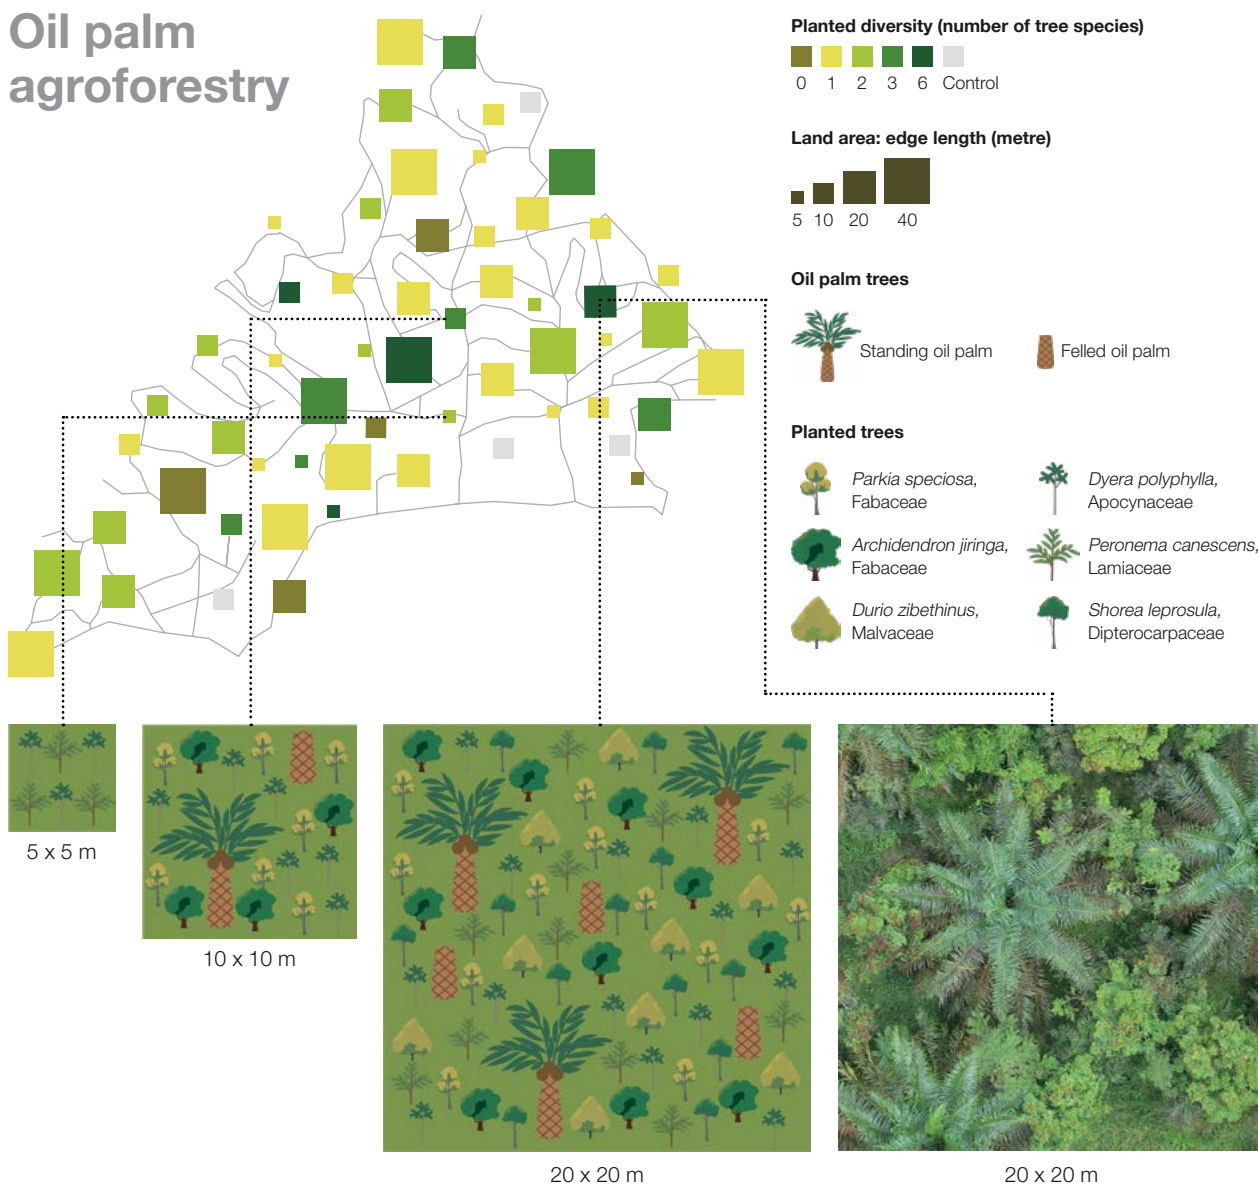 Oil palm
agroforestry
Planted diversity (number of tree species)
0 1 2 3 6 Control
Land area: edge length (metre)
5 10 20 40
Oil palm trees
Standing oil palm
Felled oil palm
Planted trees
Parkia speciosa,
Fabaceae
Dyera polyphylla,
Apocynaceae
Archidendron jiringa,
Fabaceae
Peronema canescens,
Lamiaceae
Durio zibethinus,
Malvaceae
Shorea leprosula,
Dipterocarpaceae
5 x 5 m
10 x 10 m
20 x 20 m
20 x 20 m